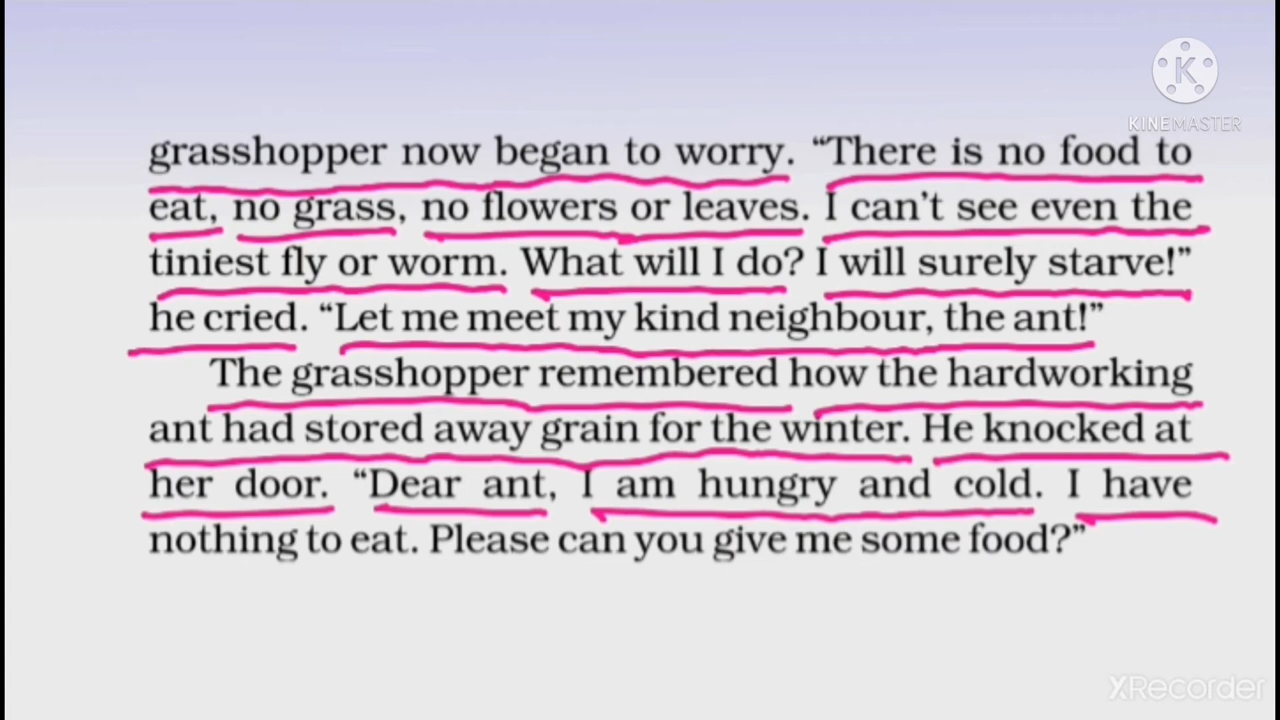 K
KINEMASTER
grasshopper now began to worry. “There is no food to
eat, no grass, no flowers or leaves. I can’t see even the
tiniest fly or worm. What will I do? I will surely starve!”
he cried. “Let me meet my kind neighbour, the ant!”
The grasshopper remembered how the hardworking
ant had stored away grain for the winter. He knocked at
her door. “Dear ant, I am hungry and cold. I have
nothing to eat. Please can you give me some food?”
XRecorder